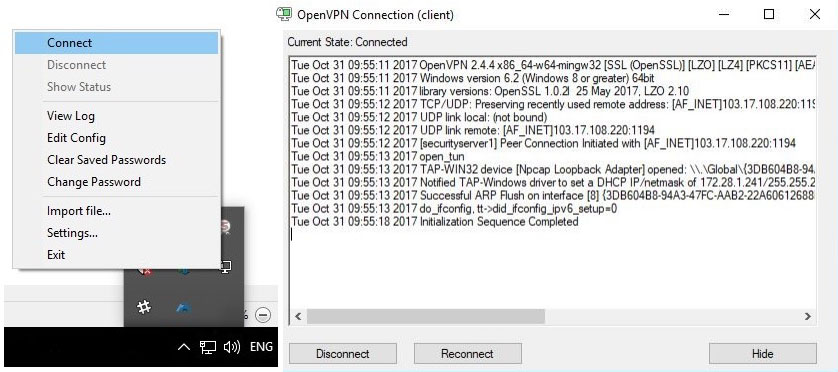 Connect
Disconnect
Show Status
View Log
Edit Config
Clear Saved Passwords
Change Password
Import file...
Settings...
Exit
%
ENG
OpenVPN Connection (client)
Current State: Connected
Tue Oct 31 09:55:11 2017 OpenVPN 2.4.4 x86_64-w64-mingw32 [SSL (OpenSSL)] [LZO] [LZ4] [PKCS11] [AEA
Tue Oct 31 09:55:11 2017 Windows version 6.2 (Windows 8 or greater) 64bit
Tue Oct 31 09:55:11 2017 library versions: OpenSSL 1.0.2l  25 May 2017, LZO 2.10
Tue Oct 31 09:55:12 2017 TCP/UDP: Preserving recently used remote address: [AF_INET]103.17.108.220:119
Tue Oct 31 09:55:12 2017 UDP link local: (not bound)
Tue Oct 31 09:55:12 2017 UDP link remote: [AF_INET]103.17.108.220:1194
Tue Oct 31 09:55:12 2017 [securityserver1] Peer Connection Initiated with [AF_INET]103.17.108.220:1194
Tue Oct 31 09:55:13 2017 open_tun
Tue Oct 31 09:55:13 2017 TAP-WIN32 device [Npcap Loopback Adapter] opened: \\.\Global\{3DB604B8-94A
Tue Oct 31 09:55:13 2017 Notified TAP-Windows driver to set a DHCP IP/netmask of 172.28.1.241/255.255.2
Tue Oct 31 09:55:13 2017 Successful ARP Flush on interface [8] {3DB604B8-94A3-47FC-AAB2-22A606126888
Tue Oct 31 09:55:13 2017 do_ifconfig, tt->did_ifconfig_ipv6_setup=0
Tue Oct 31 09:55:18 2017 Initialization Sequence Completed
Disconnect
Reconnect
Hide